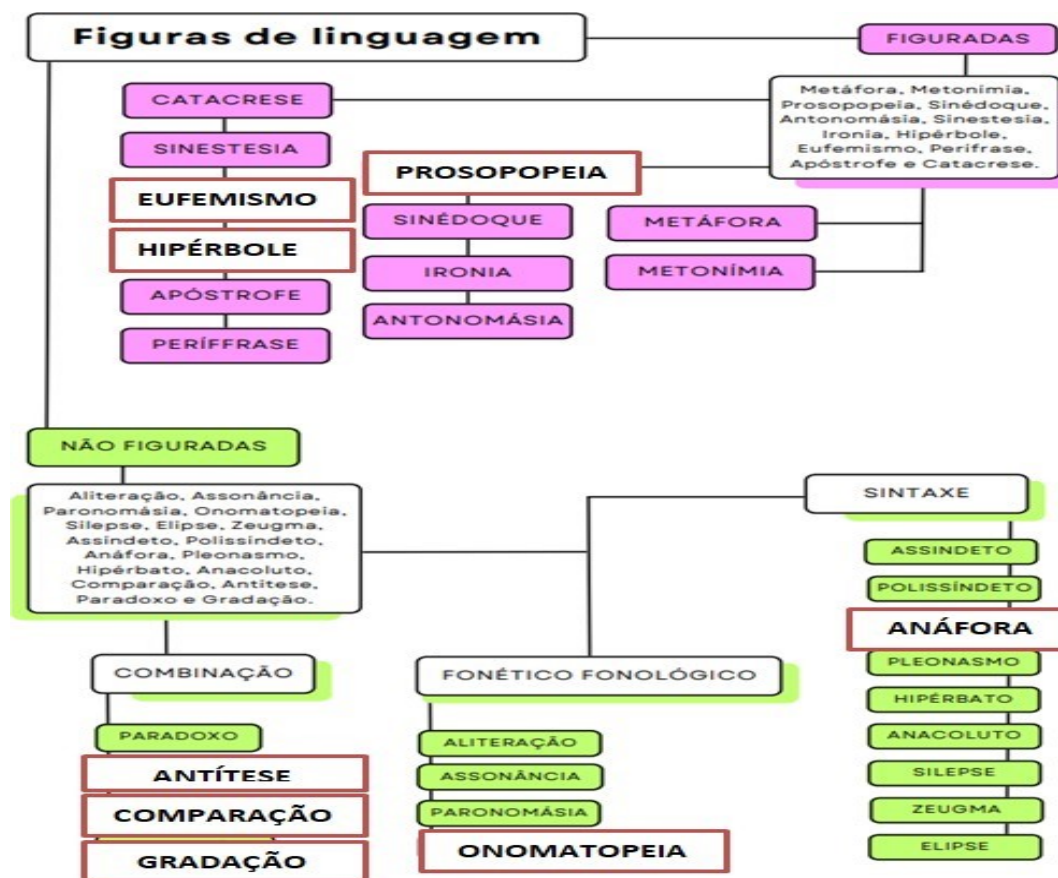 Figuras de linguagem
FIGURADAS
Metáfora, Metonímia,
Prosopopeia, Sinédoque,
Antonomásia, Sinestesia,
Ironia, Hipérbole,
Eufemismo, Perífrase,
Apóstrofe e Catacrese.
CATACRESE
SINESTESIA
EUFEMISMO
HIPÉRBOLE
APÓSTROFE
PERÍFFRASE
PROSOPOPEIA
SINÉDOQUE
IRONIA
ANTONOMÁSIA
METÁFORA
METONÍMIA
NÃO FIGURADAS
Aliteração, Assonância,
Paronomásia, Onomatopeia,
Silepse, Elipse, Zeugma,
Assíndeto, Polissíndeto,
Anáfora, Pleonasmo,
Hipérbato, Anacoluto,
Comparação, Antítese,
Paradoxo e Gradação.
COMBINAÇÃO
PARADOXO
ANTÍTESE
COMPARAÇÃO
GRADAÇÃO
FONÉTICO FONOLÓGICO
ALITERAÇÃO
ASSONÂNCIA
PARONOMÁSIA
ONOMATOPEIA
SINTAXE
ASSINDETO
POLISSÍNDETO
ANÁFORA
PLEONASMO
HIPÉRBATO
ANACOLUTO
SILEPSE
ZEUGMA
ELIPSE